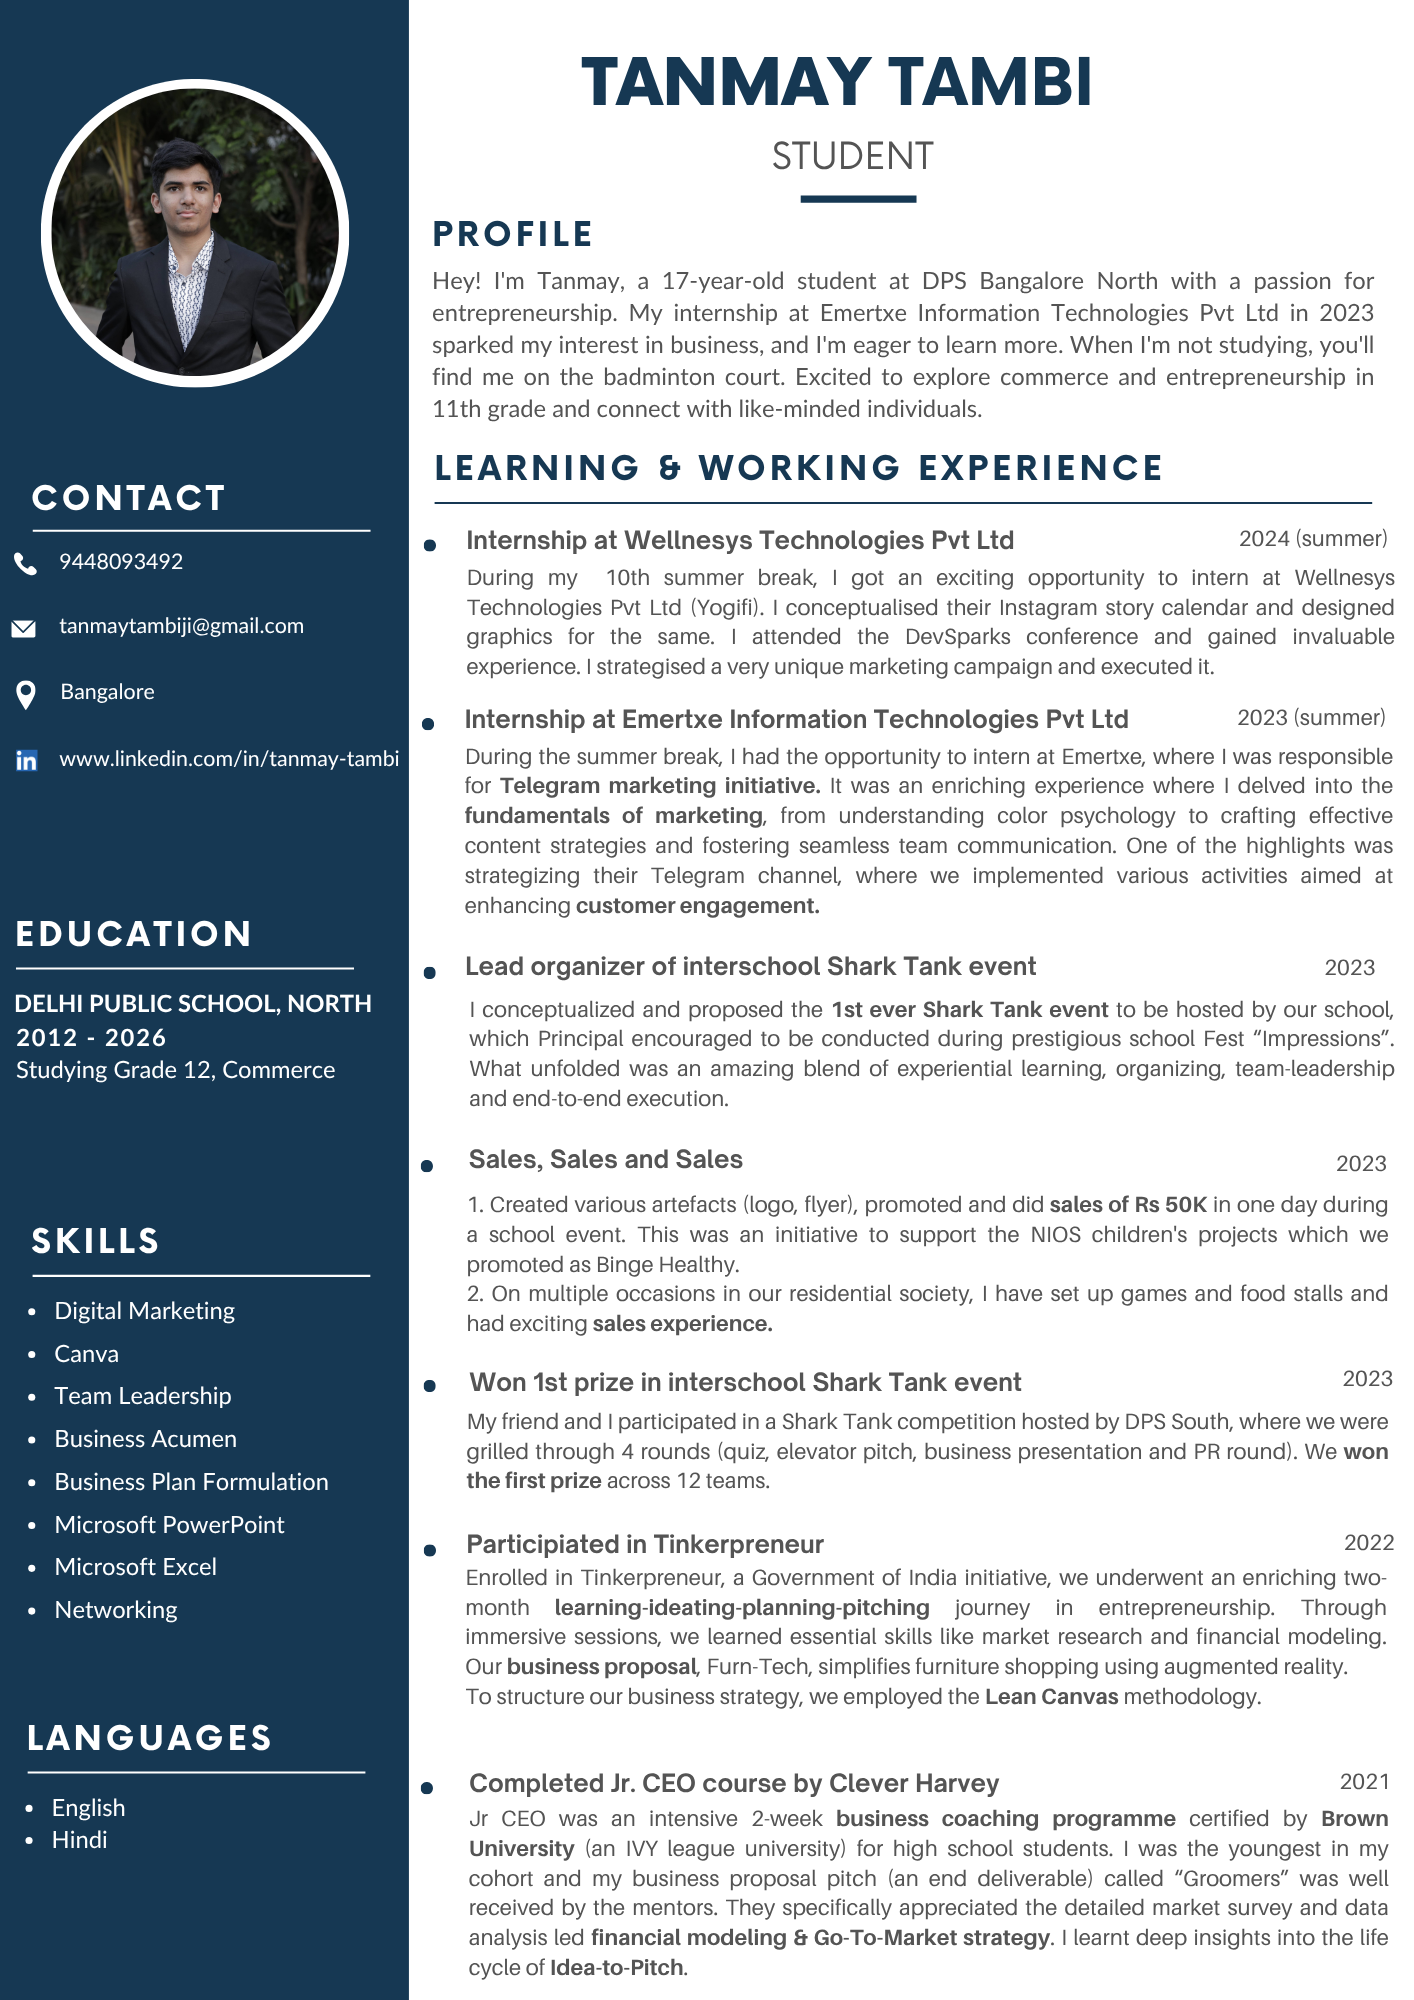 TANMAY TAMBI
STUDENT
PROFILE
Hey! I'm Tanmay, a 17-year-old student at DPS Bangalore North with a passion for
entrepreneurship. My internship at Emertxe Information Technologies Pvt Ltd in 2023
sparked my interest in business, and I'm eager to learn more. When I'm not studying, you'll
find me on the badminton court. Excited to explore commerce and entrepreneurship in
11th grade and connect with like-minded individuals.
CONTACT
9448093492
tanmaytambiji@gmail.com
Bangalore
www.linkedin.com/in/tanmay-tambi
EDUCATION
DELHI PUBLIC SCHOOL, NORTH
2012 - 2026
Studying Grade 12, Commerce
SKILLS
• Digital Marketing
• Canva
• Team Leadership
• Business Acumen
• Business Plan Formulation
• Microsoft PowerPoint
• Microsoft Excel
• Networking
LANGUAGES
• English
• Hindi
LEARNING & WORKING EXPERIENCE
• Internship at Wellnesys Technologies Pvt Ltd 2024 (summer)
During my 10th summer break, I got an exciting opportunity to intern at Wellnesys
Technologies Pvt Ltd (Yogifi). I conceptualised their Instagram story calendar and designed
graphics for the same. I attended the DevSparks conference and gained invaluable
experience. I strategised a very unique marketing campaign and executed it.
• Internship at Emertxe Information Technologies Pvt Ltd 2023 (summer)
During the summer break, I had the opportunity to intern at Emertxe, where I was responsible
for Telegram marketing initiative. It was an enriching experience where I delved into the
fundamentals of marketing, from understanding color psychology to crafting effective
content strategies and fostering seamless team communication. One of the highlights was
strategizing their Telegram channel, where we implemented various activities aimed at
enhancing customer engagement.
• Lead organizer of interschool Shark Tank event 2023
I conceptualized and proposed the 1st ever Shark Tank event to be hosted by our school,
which Principal encouraged to be conducted during prestigious school Fest “Impressions”.
What unfolded was an amazing blend of experiential learning, organizing, team-leadership
and end-to-end execution.
• Sales, Sales and Sales 2023
1. Created various artefacts (logo, flyer), promoted and did sales of Rs 50K in one day during
a school event. This was an initiative to support the NIOS children's projects which we
promoted as Binge Healthy.
2. On multiple occasions in our residential society, I have set up games and food stalls and
had exciting sales experience.
• Won 1st prize in interschool Shark Tank event 2023
My friend and I participated in a Shark Tank competition hosted by DPS South, where we were
grilled through 4 rounds (quiz, elevator pitch, business presentation and PR round). We won
the first prize across 12 teams.
• Participiated in Tinkerpreneur 2022
Enrolled in Tinkerpreneur, a Government of India initiative, we underwent an enriching two-
month learning-ideating-planning-pitching journey in entrepreneurship. Through
immersive sessions, we learned essential skills like market research and financial modeling.
Our business proposal, Furn-Tech, simplifies furniture shopping using augmented reality.
To structure our business strategy, we employed the Lean Canvas methodology.
• Completed Jr. CEO course by Clever Harvey 2021
Jr CEO was an intensive 2-week business coaching programme certified by Brown
University (an IVY league university) for high school students. I was the youngest in my
cohort and my business proposal pitch (an end deliverable) called “Groomers” was well
received by the mentors. They specifically appreciated the detailed market survey and data
analysis led financial modeling & Go-To-Market strategy. I learnt deep insights into the life
cycle of Idea-to-Pitch.